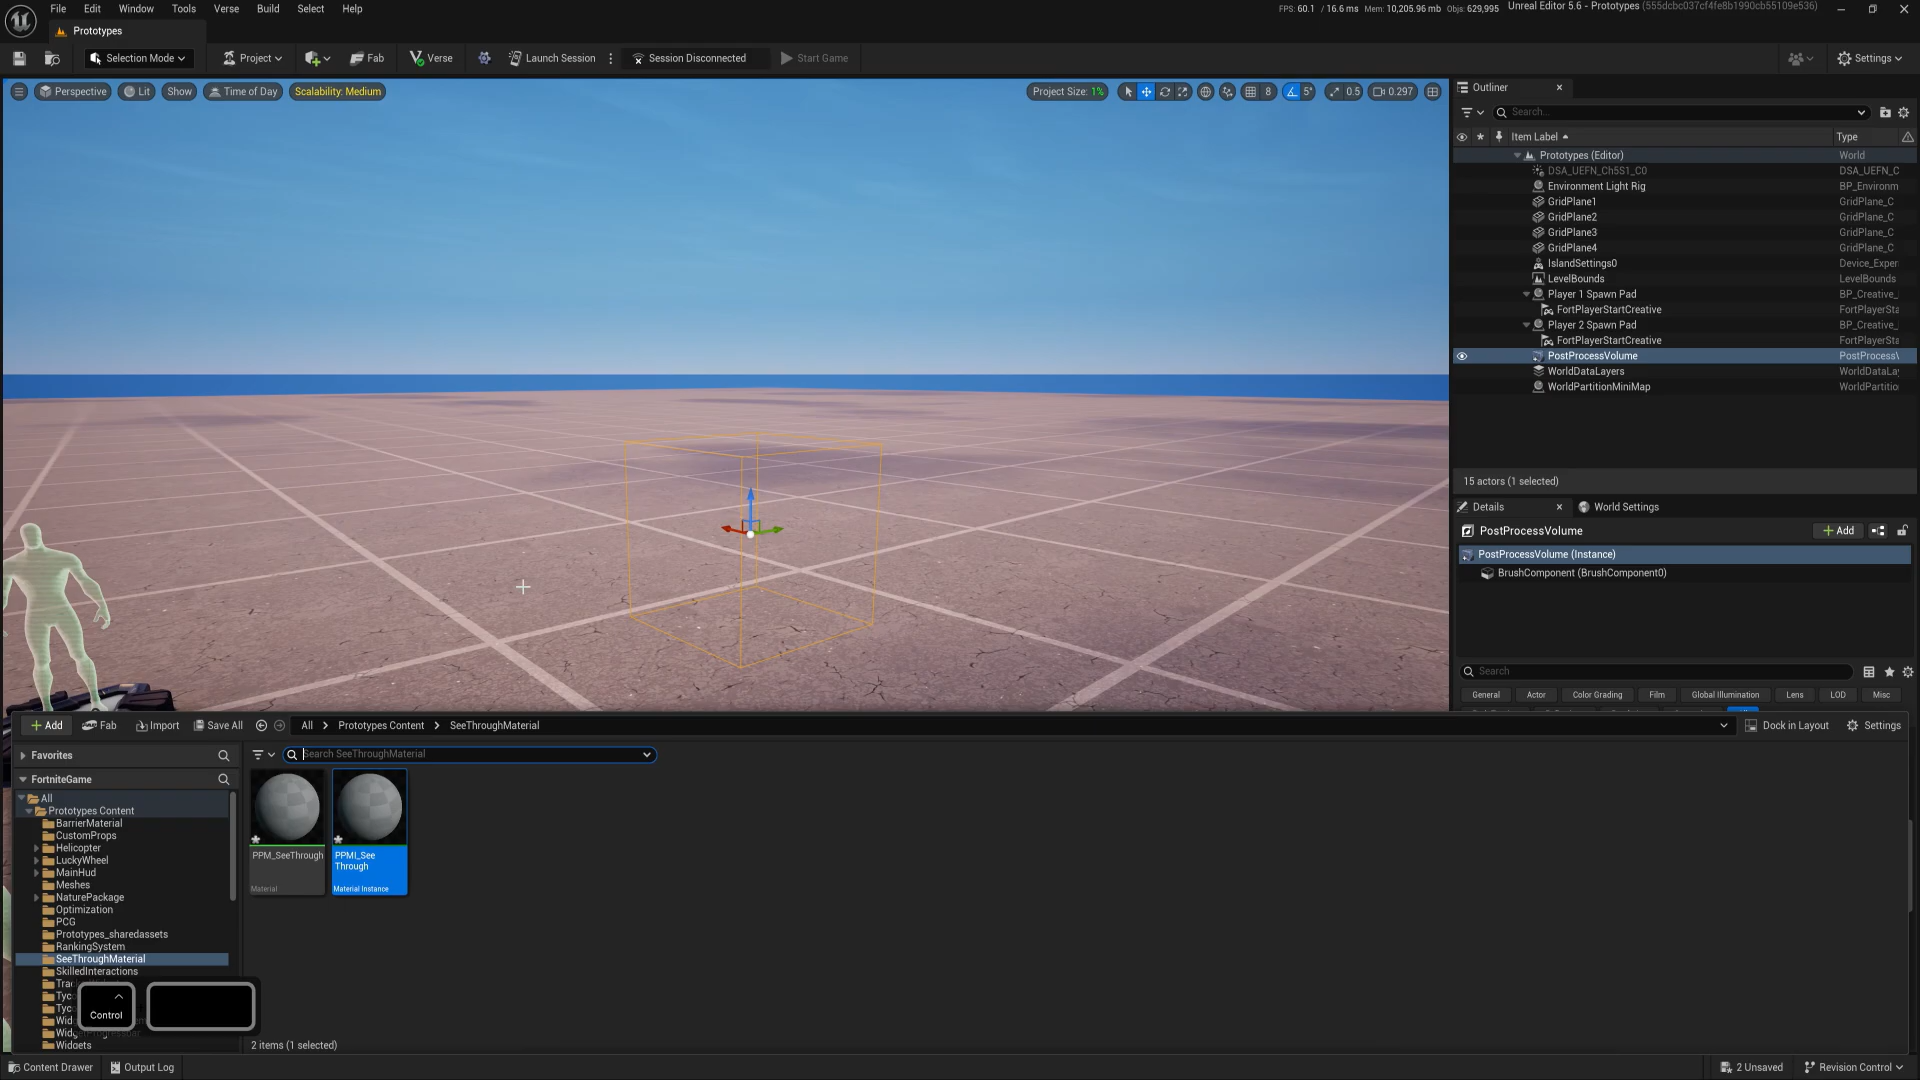 File Edit Window Tools Verse Build Select Help
FPS: 60.1 / 16.6 ms Mem: 10,205.96 mb Objs: 629,995 Unreal Editor 5.6 - Prototypes (555dcbc037cf4fe8b1990cb55109e536)
Prototypes
Selection Mode Project Fab Verse Launch Session Session Disconnected Start Game Settings
Perspective Lit Show Time of Day Scalability: Medium Project Size: 1% 8 5° 0.5 0.297
Outliner
Search...
Item Label Type
Prototypes (Editor) World
DSA_UEFN_Ch5S1_C0 DSA_UEFN_C
Environment Light Rig BP_Environm
GridPlane1 GridPlane_C
GridPlane2 GridPlane_C
GridPlane3 GridPlane_C
GridPlane4 GridPlane_C
IslandSettings0 Device_Exper
LevelBounds LevelBounds
Player 1 Spawn Pad BP_Creative_
FortPlayerStartCreative FortPlayerSta
Player 2 Spawn Pad BP_Creative_
FortPlayerStartCreative FortPlayerSta
PostProcessVolume PostProcessV
WorldDataLayers WorldDataLay
WorldPartitionMiniMap WorldPartitio
15 actors (1 selected)
Details World Settings
PostProcessVolume Add
PostProcessVolume (Instance)
BrushComponent (BrushComponent0)
Search
General Actor Color Grading Film Global Illumination Lens LOD Misc
Add Fab Import Save All All Prototypes Content SeeThroughMaterial Dock in Layout Settings
Favorites
Search SeeThroughMaterial
FortniteGame
All
Prototypes Content
BarrierMaterial
CustomProps
Helicopter
LuckyWheel
MainHud
Meshes
NaturePackage
Optimization
PCG
Prototypes_sharedassets
RankingSystem
SeeThroughMaterial
SkilledInteractions
Widgets
PPM_SeeThrough
Material
PPMI_See
Through
Material Instance
Control
2 items (1 selected)
Content Drawer Output Log 2 Unsaved Revision Control